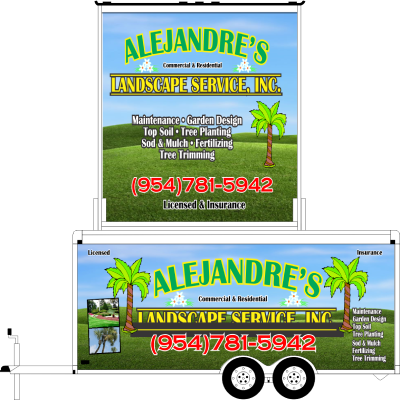 ALEJANDRE'S
Commercial & Residential
LANDSCAPE SERVICE, INC.
Maintenance • Garden Design
Top Soil • Tree Planting
Sod & Mulch • Fertilizing
Tree Trimming
(954)781-5942
Licensed & Insurance
Licensed
Insurance
ALEJANDRE'S
Commercial & Residential
LANDSCAPE SERVICE, INC.
(954)781-5942
Maintenance
Garden Design
Top Soil
Tree Planting
Sod & Mulch
Fertilizing
Tree Trimming